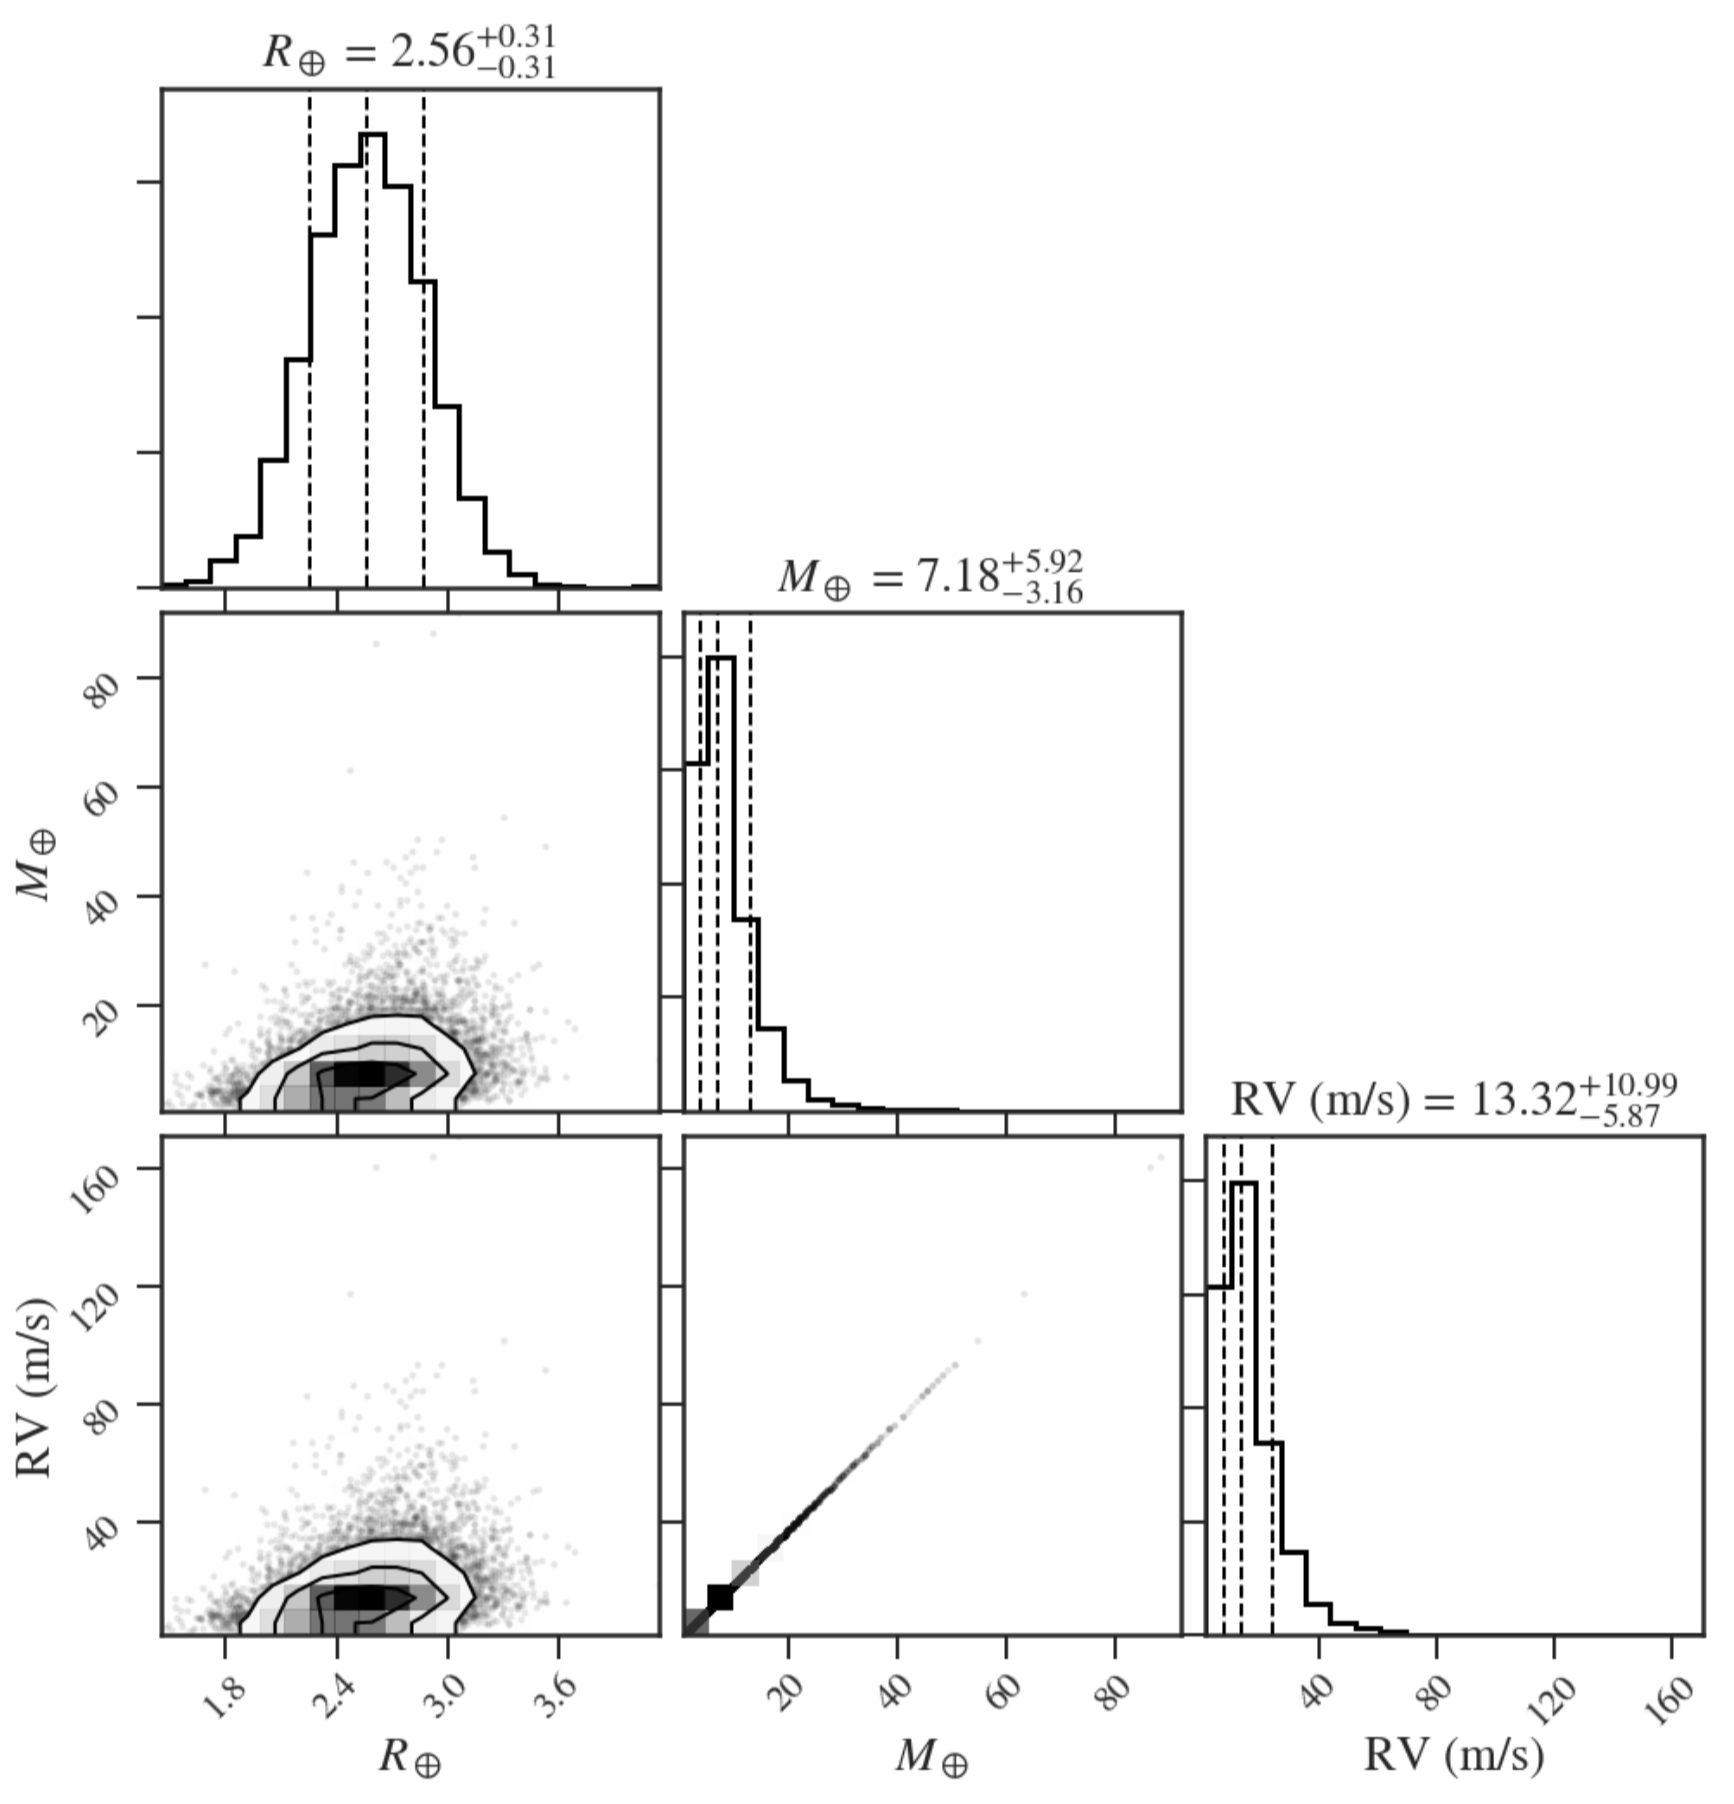 R⊕ = 2.56 +0.31 −0.31
M⊕ = 7.18 +5.92 −3.16
80
60
40
20
M⊕
RV (m/s) = 13.32 +10.99 −5.87
160
120
80
40
RV (m/s)
1.8 2.4 3.0 3.6
20 40 60 80
40 80 120 160
R⊕
M⊕
RV (m/s)